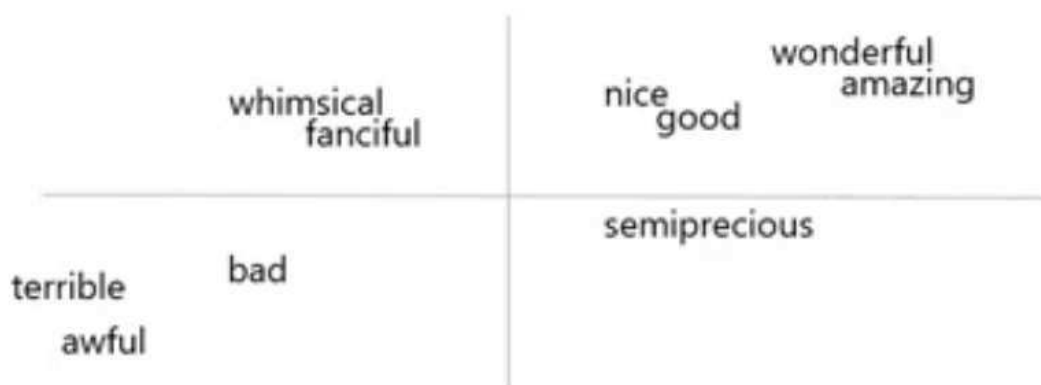 wonderful
amazing
nice
good
whimsical
fanciful
semiprecious
bad
terrible
awful